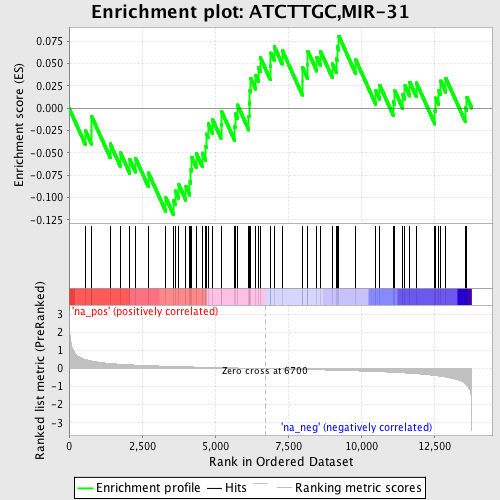 Enrichment plot: ATCTTGC,MIR-31
Enrichment score (ES)
0.075
0.050
0.025
0.000
-0.025
-0.050
-0.075
-0.100
-0.125
'na_pos' (positively correlated)
Ranked list metric (PreRanked)
3
2
1
0
-1
-2
-3
Zero cross at 6700
'na_neg' (negatively correlated)
0
2,500
5,000
7,500
10,000
12,500
Rank in Ordered Dataset
Enrichment profile
Hits
Ranking metric scores